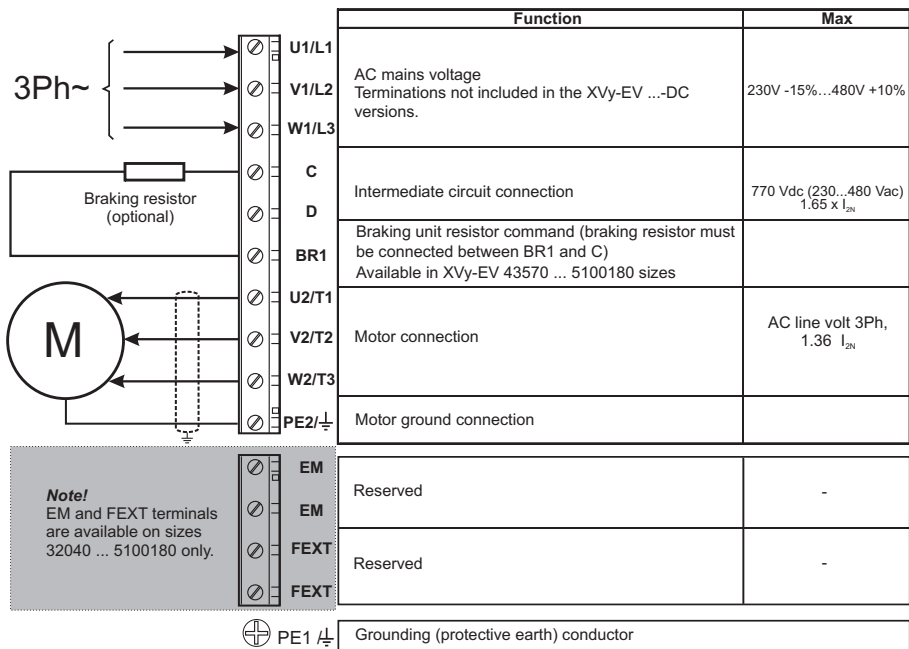 Function Max
3Ph~
U1/L1
V1/L2
W1/L3
AC mains voltage
Terminations not included in the XVy-EV ...-DC
versions.
230V -15%...480V +10%
Braking resistor
(optional)
C
D
Intermediate circuit connection
770 Vdc (230...480 Vac)
1.65 x I2N
BR1
Braking unit resistor command (braking resistor must
be connected between BR1 and C)
Available in XVy-EV 43570 ... 5100180 sizes
M
U2/T1
V2/T2
W2/T3
Motor connection
AC line volt 3Ph,
1.36 I2N
PE2/⏚
Motor ground connection
Note!
EM and FEXT terminals
are available on sizes
32040 ... 5100180 only.
EM
EM
Reserved
-
FEXT
FEXT
Reserved
-
PE1 /⏚
Grounding (protective earth) conductor